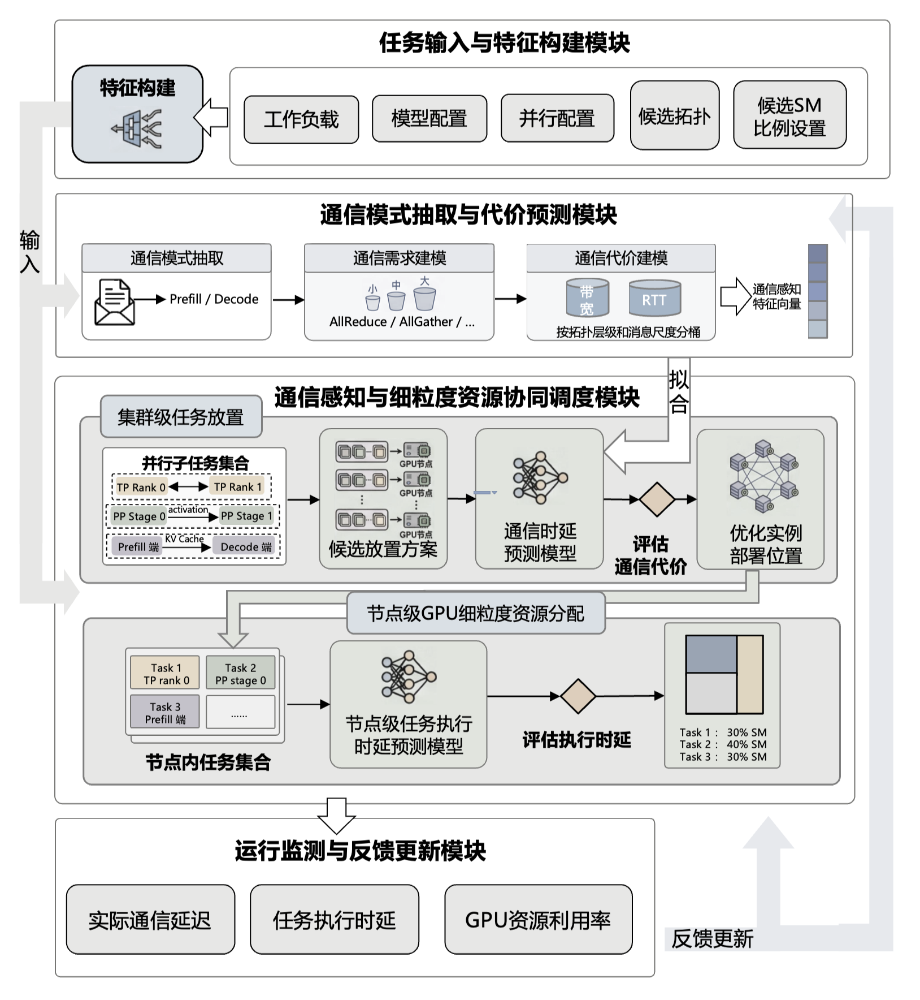 任务输入与特征构建模块
特征构建
工作负载
模型配置
并行配置
候选拓扑
候选SM
比例设置
输
入
通信模式抽取与代价预测模块
通信模式抽取
Prefill / Decode
通信需求建模
小
中
大
AllReduce / AllGather / ...
通信代价建模
带
宽
RTT
按拓扑层级和消息尺度分桶
通信感知
特征向量
拟
合
通信感知与细粒度资源协同调度模块
集群级任务放置
并行子任务集合
TP Rank 0
TP Rank 1
PP Stage 0
activation
PP Stage 1
Prefill 端
KV Cache
Decode 端
GPU节点
GPU节点
GPU节点
候选放置方案
通信时延
预测模型
评估
通信代价
优化实例
部署位置
节点级GPU细粒度资源分配
Task 1
TP rank 0
Task 2
PP stage 0
Task 3
Prefill 端
......
节点内任务集合
节点级任务执行
时延预测模型
评估执行时延
Task 1： 30% SM
Task 2： 40% SM
Task 3： 30% SM
运行监测与反馈更新模块
实际通信延迟
任务执行时延
GPU资源利用率
反馈更新